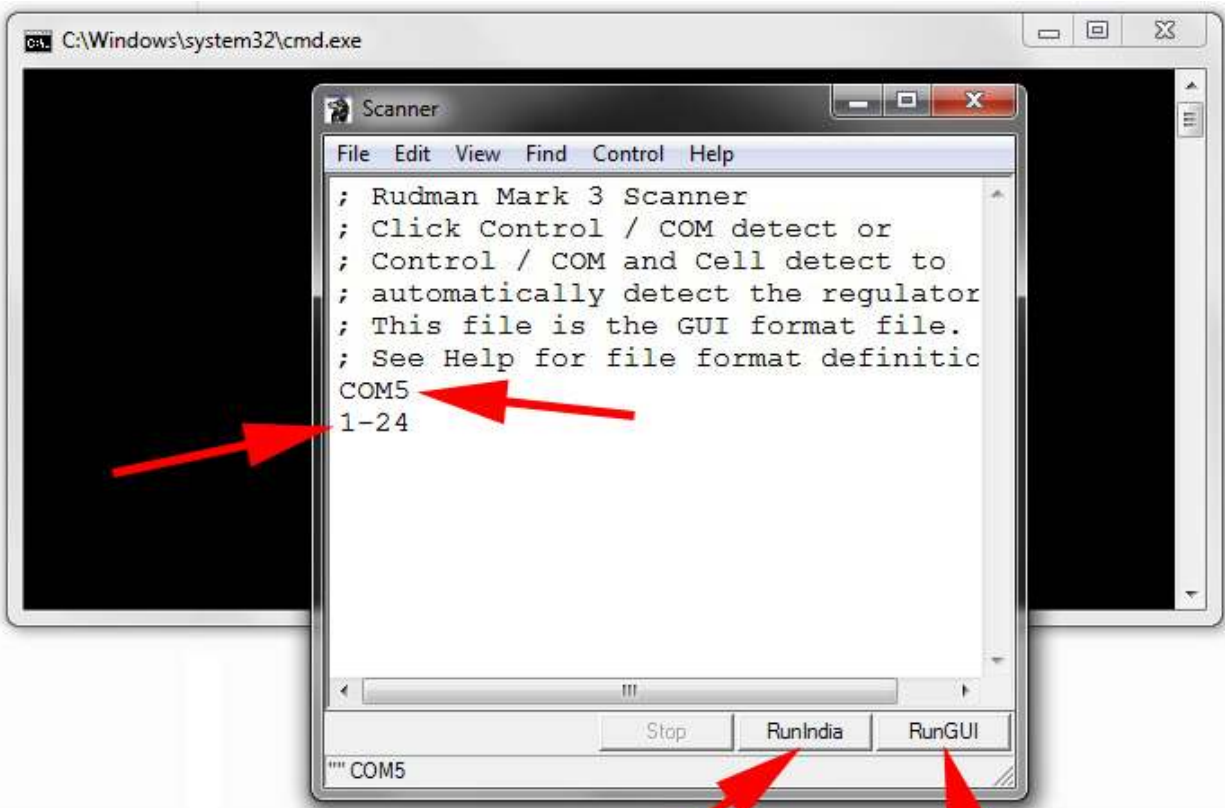 C:\Windows\system32\cmd.exe
Scanner
File Edit View Find Control Help
; Rudman Mark 3 Scanner
; Click Control / COM detect or
; Control / COM and Cell detect to
; automatically detect the regulator
; This file is the GUI format file.
; See Help for file format definitic
COM5
1-24
Stop RunIndia RunGUI
"" COM5